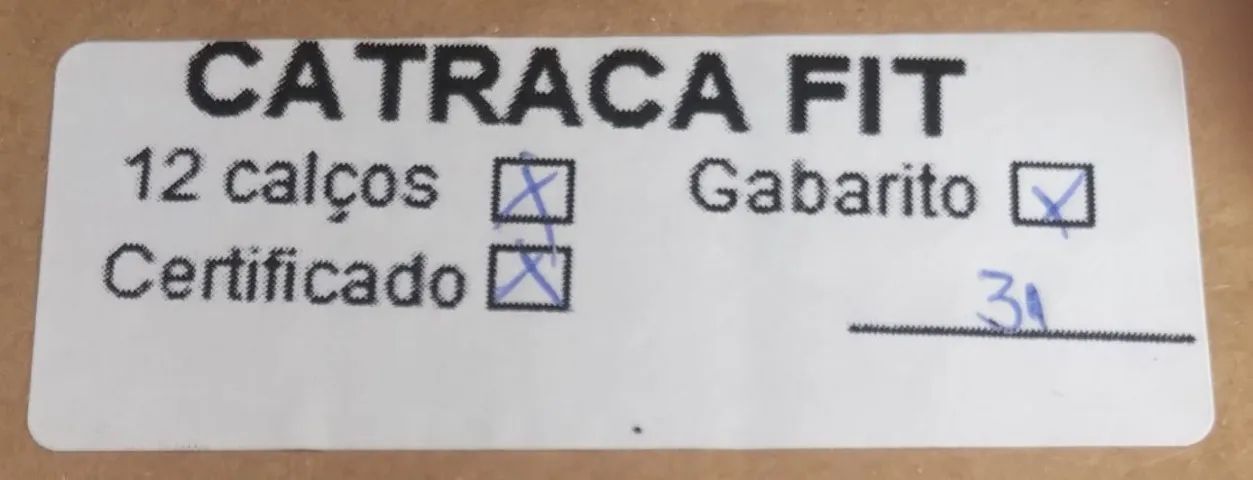 CATRACA FIT
12 calços Gabarito
Certificado
31